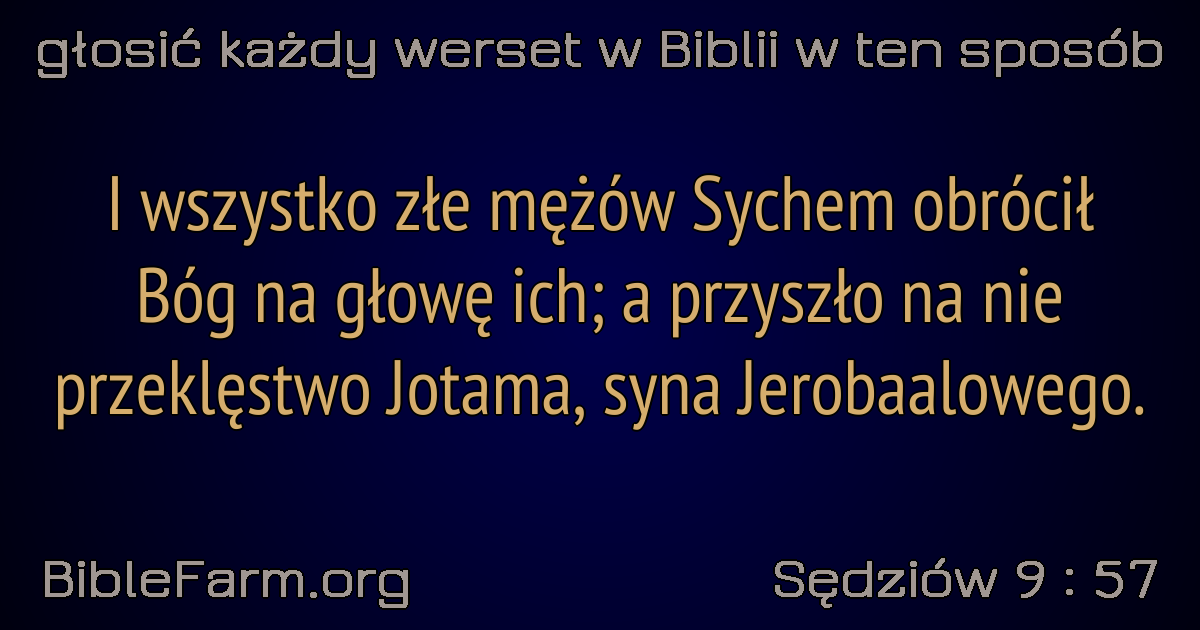 głosić każdy werset w Biblii w ten sposób
I wszystko złe mężów Sychem obrócił
Bóg na głowę ich; a przyszło na nie
przeklęstwo Jotama, syna Jerobaalowego.
BibleFarm.org
Sędziów 9 : 57